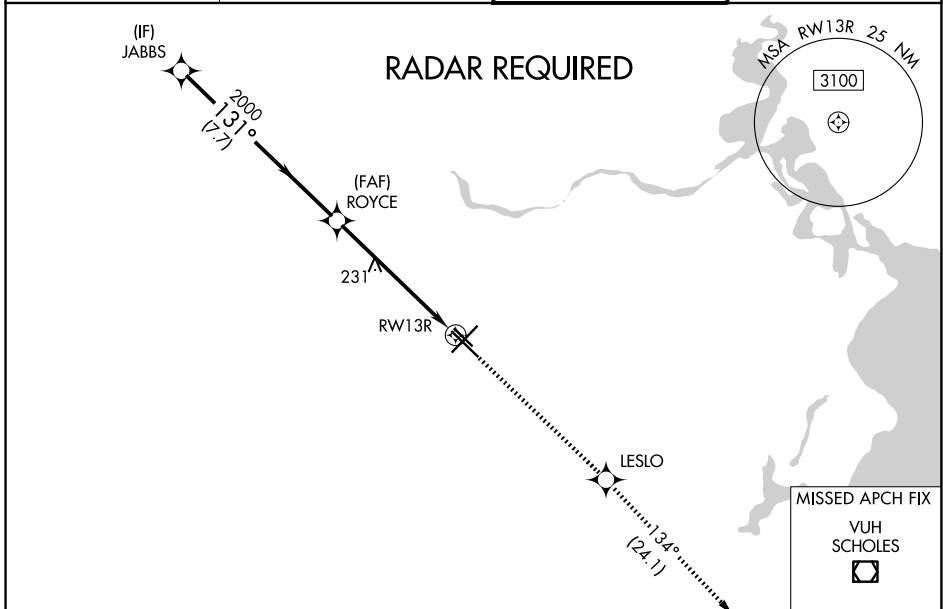 (IF)
JABBS
RADAR REQUIRED
MSA RW13R 25 NM
3100
2000
131°
(7.7)
(FAF)
ROYCE
231
RW13R
LESLO
134°
(24.1)
MISSED APCH FIX
VUH
SCHOLES